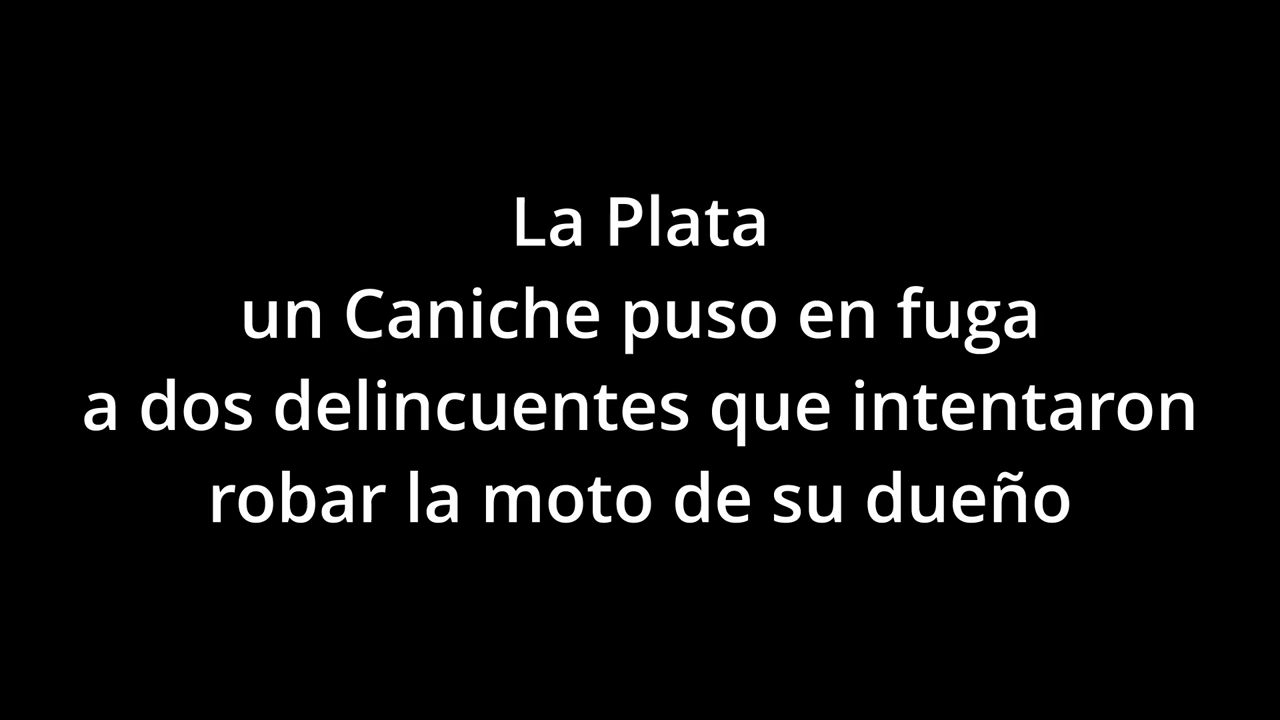 La Plata
un Caniche puso en fuga
a dos delincuentes que intentaron
robar la moto de su dueño